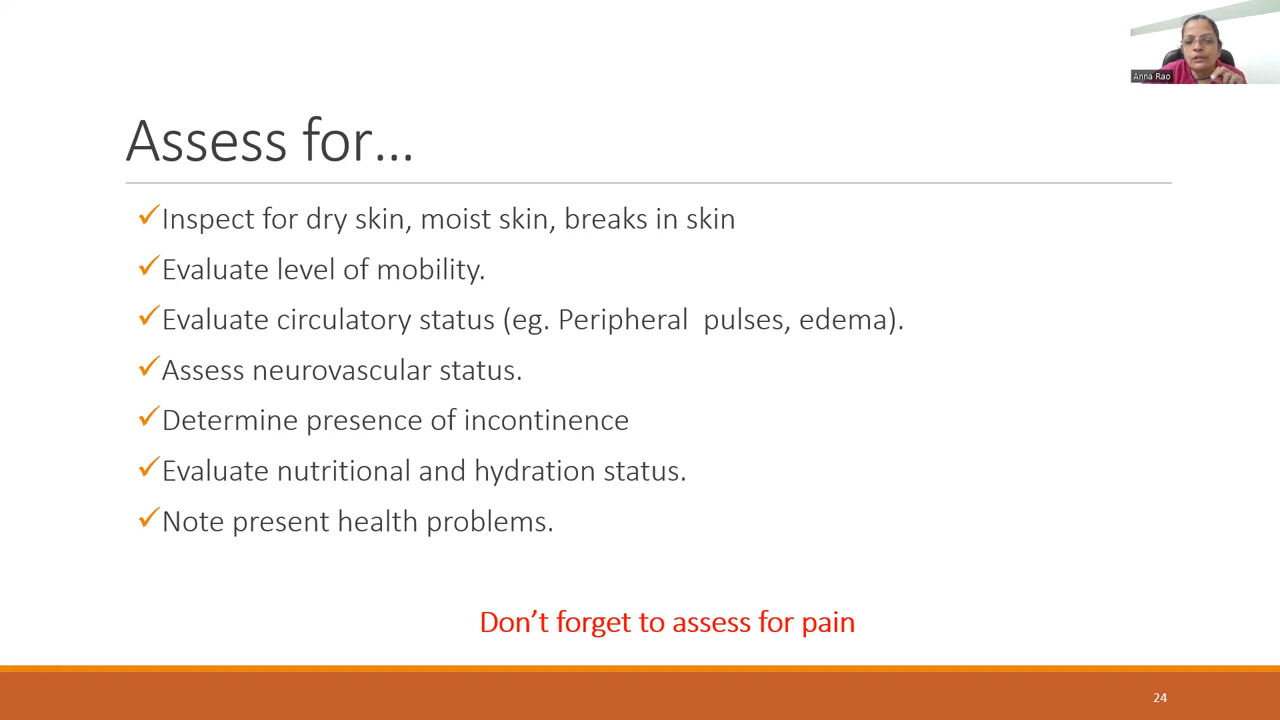 Anna Rao
Assess for...
✓Inspect for dry skin, moist skin, breaks in skin
✓Evaluate level of mobility.
✓Evaluate circulatory status (eg. Peripheral  pulses, edema).
✓Assess neurovascular status.
✓Determine presence of incontinence
✓Evaluate nutritional and hydration status.
✓Note present health problems.
Don’t forget to assess for pain
24